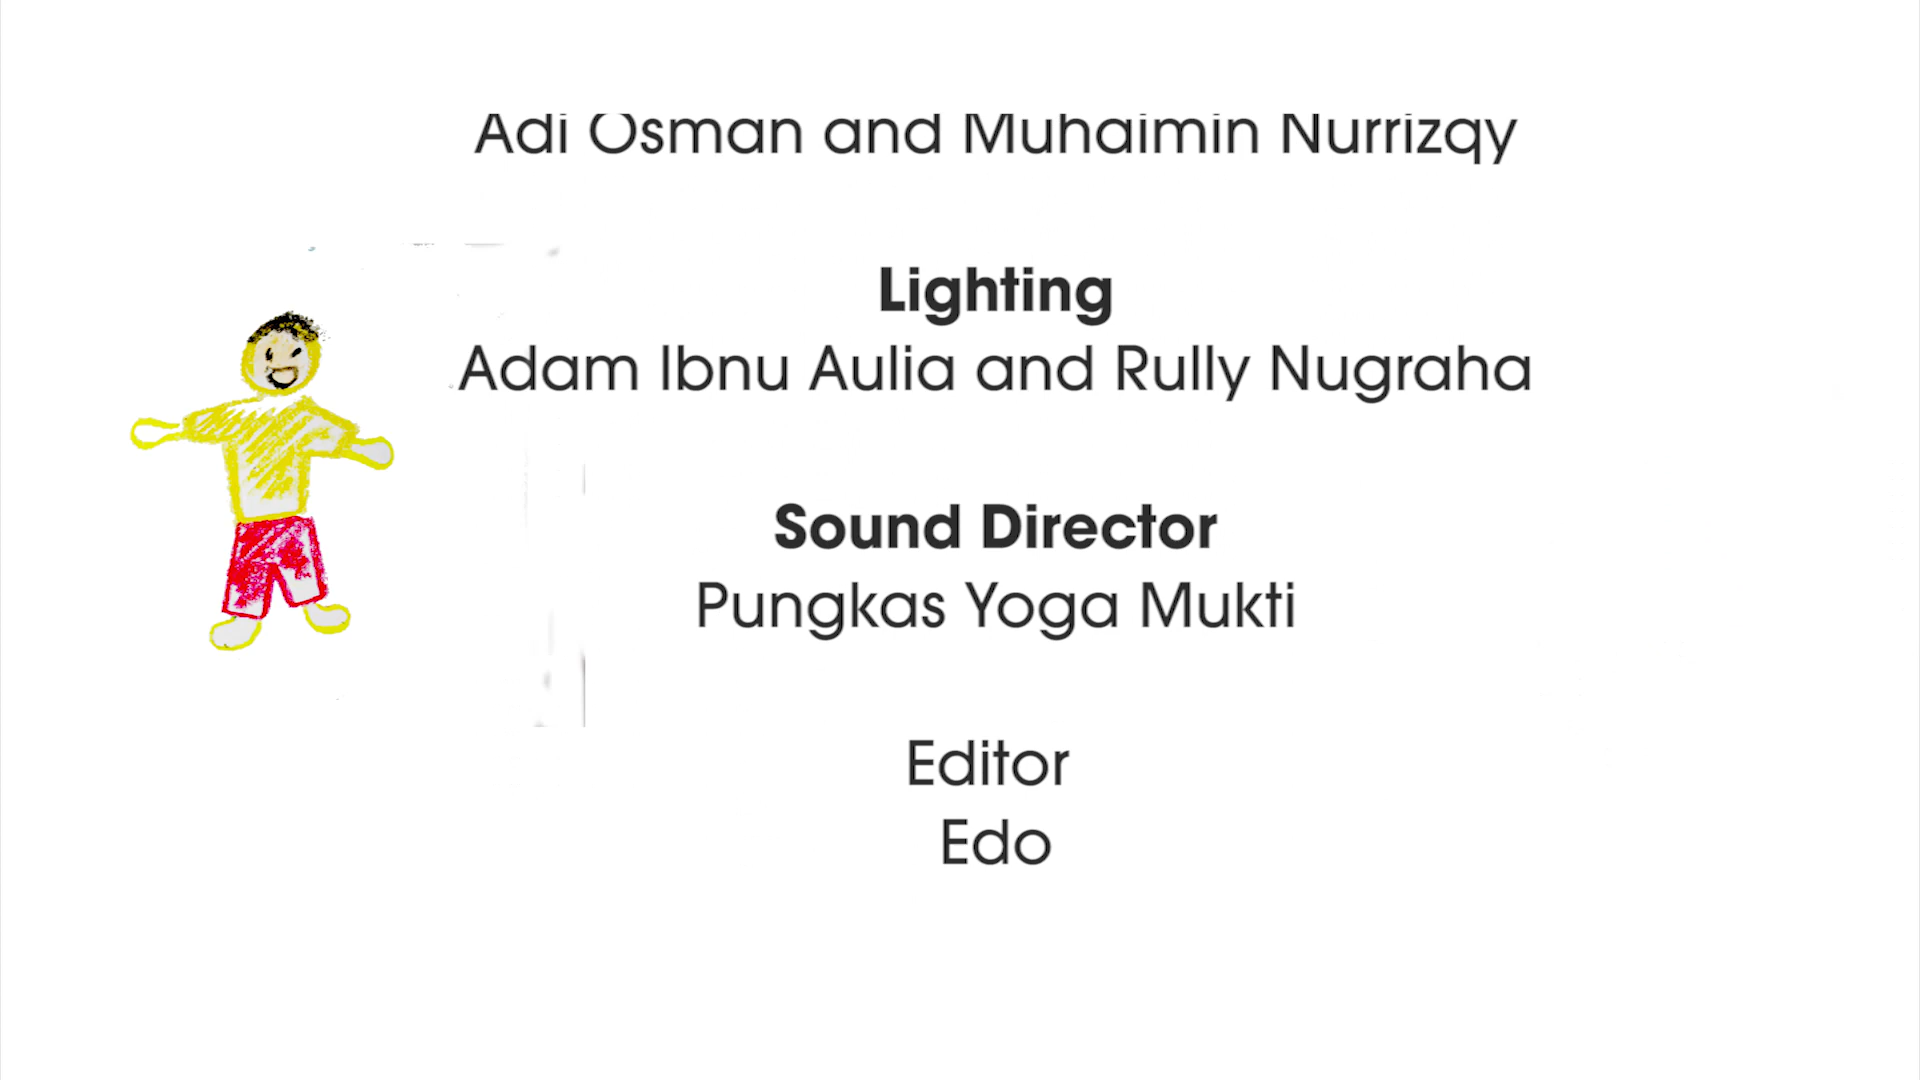 Adi Osman and Muhaimin Nurrizqy
Lighting
Adam Ibnu Aulia and Rully Nugraha
Sound Director
Pungkas Yoga Mukti
Editor
Edo